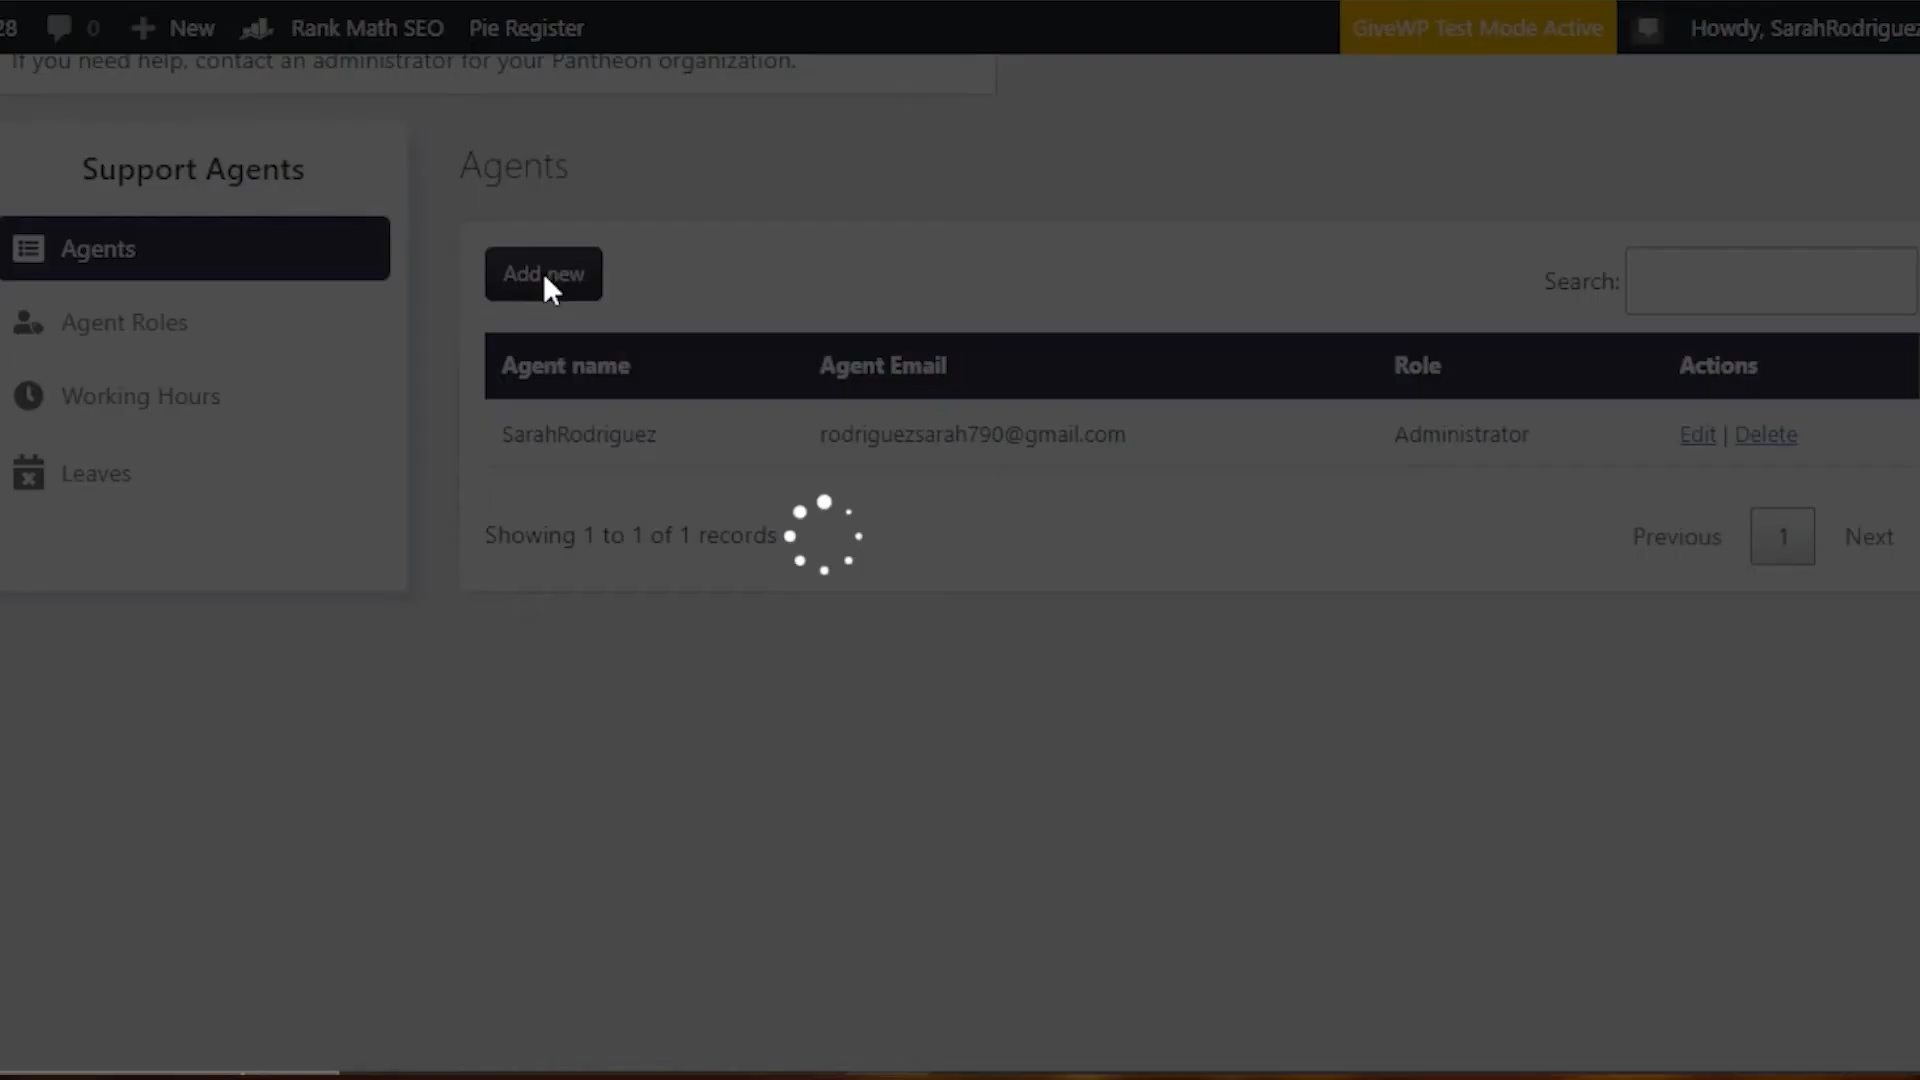 28 0 New Rank Math SEO Pie Register GiveWP Test Mode Active Howdy, SarahRodriguez
If you need help, contact an administrator for your Pantheon organization.
Support Agents
Agents
Agent Roles
Working Hours
Leaves
Agents
Add new
Search:
Agent name Agent Email Role Actions
SarahRodriguez rodriguezsarah790@gmail.com Administrator Edit | Delete
Showing 1 to 1 of 1 records
Previous 1 Next